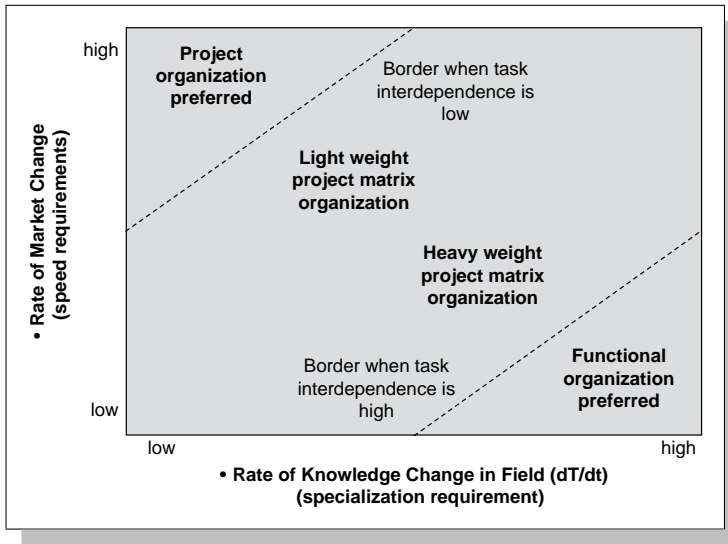 high
Project
organization
preferred
Border when task
interdependence is
low
Light weight
project matrix
organization
• Rate of Market Change
(speed requirements)
Heavy weight
project matrix
organization
Border when task
interdependence is
high
Functional
organization
preferred
low
low
high
• Rate of Knowledge Change in Field (dT/dt)
(specialization requirement)